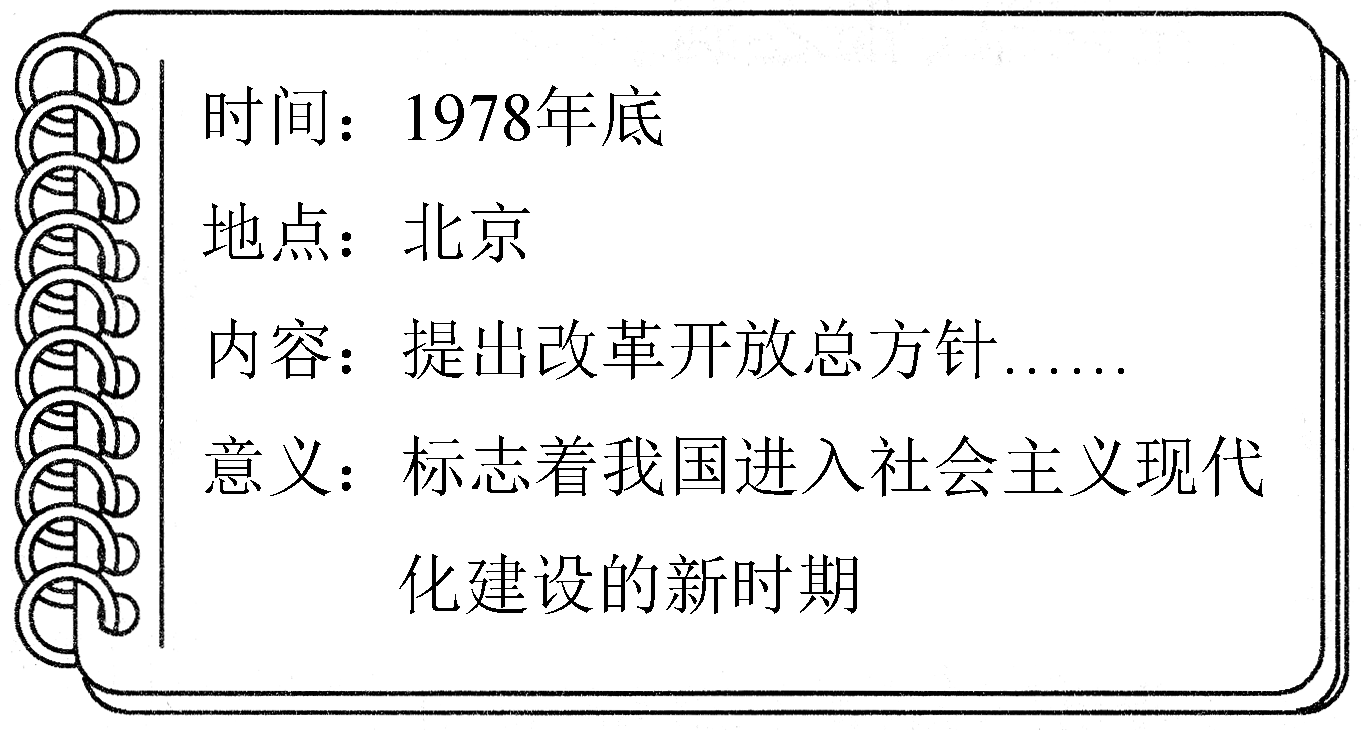 时间：1978年底
地点：北京
内容：提出改革开放总方针……
意义：标志着我国进入社会主义现代
化建设的新时期